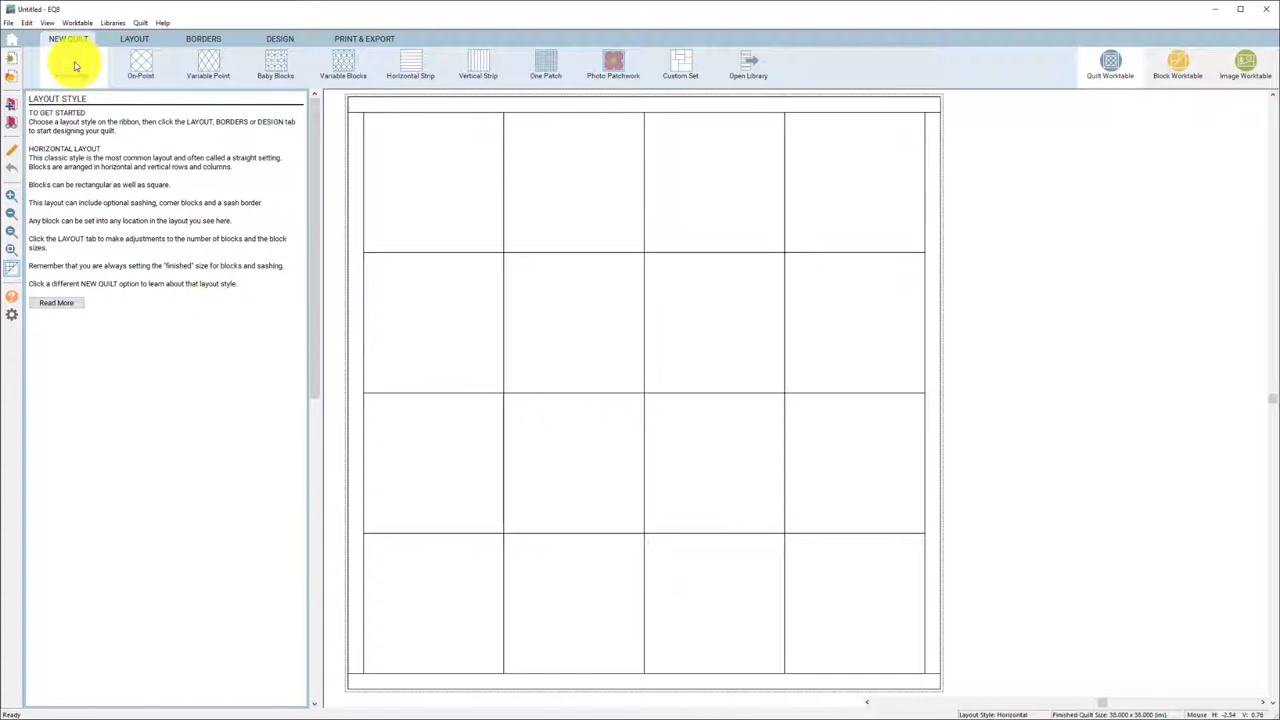 Untitled - EQ8
File Edit View Worktable Libraries Quilt Help
NEW QUILT LAYOUT BORDERS DESIGN PRINT & EXPORT
On-Point Variable Point Baby Blocks Variable Blocks Horizontal Strip Vertical Strip One Patch Photo Patchwork Custom Set Open Library Quilt Worktable Block Worktable Image Worktable
LAYOUT STYLE
TO GET STARTED
Choose a layout style on the ribbon, then click the LAYOUT, BORDERS or DESIGN tab
to start designing your quilt.
HORIZONTAL LAYOUT
This classic style is the most common layout and often called a straight setting.
Blocks are arranged in horizontal and vertical rows and columns.
Blocks can be rectangular as well as square.
This layout can include optional sashing, corner blocks and a sash border
Any block can be set into any location in the layout you see here.
Click the LAYOUT tab to make adjustments to the number of blocks and the block
sizes.
Remember that you are always setting the "finished" size for blocks and sashing.
Click a different NEW QUILT option to learn about that layout style.
Read More
Ready Layout Style: Horizontal Finished Quilt Size: 38.000 x 38.000 (ins) Mouse H: -2.54 V: 0.76